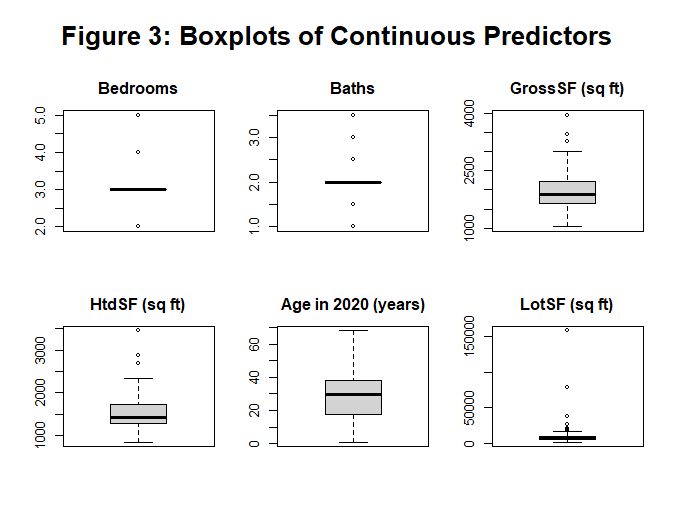 Figure 3: Boxplots of Continuous Predictors
Bedrooms
5.0
4.0
3.0
2.0
Baths
3.0
2.0
1.0
GrossSF (sq ft)
4000
2500
1000
HtdSF (sq ft)
3000
2000
1000
Age in 2020 (years)
60
40
20
0
LotSF (sq ft)
150000
50000
0